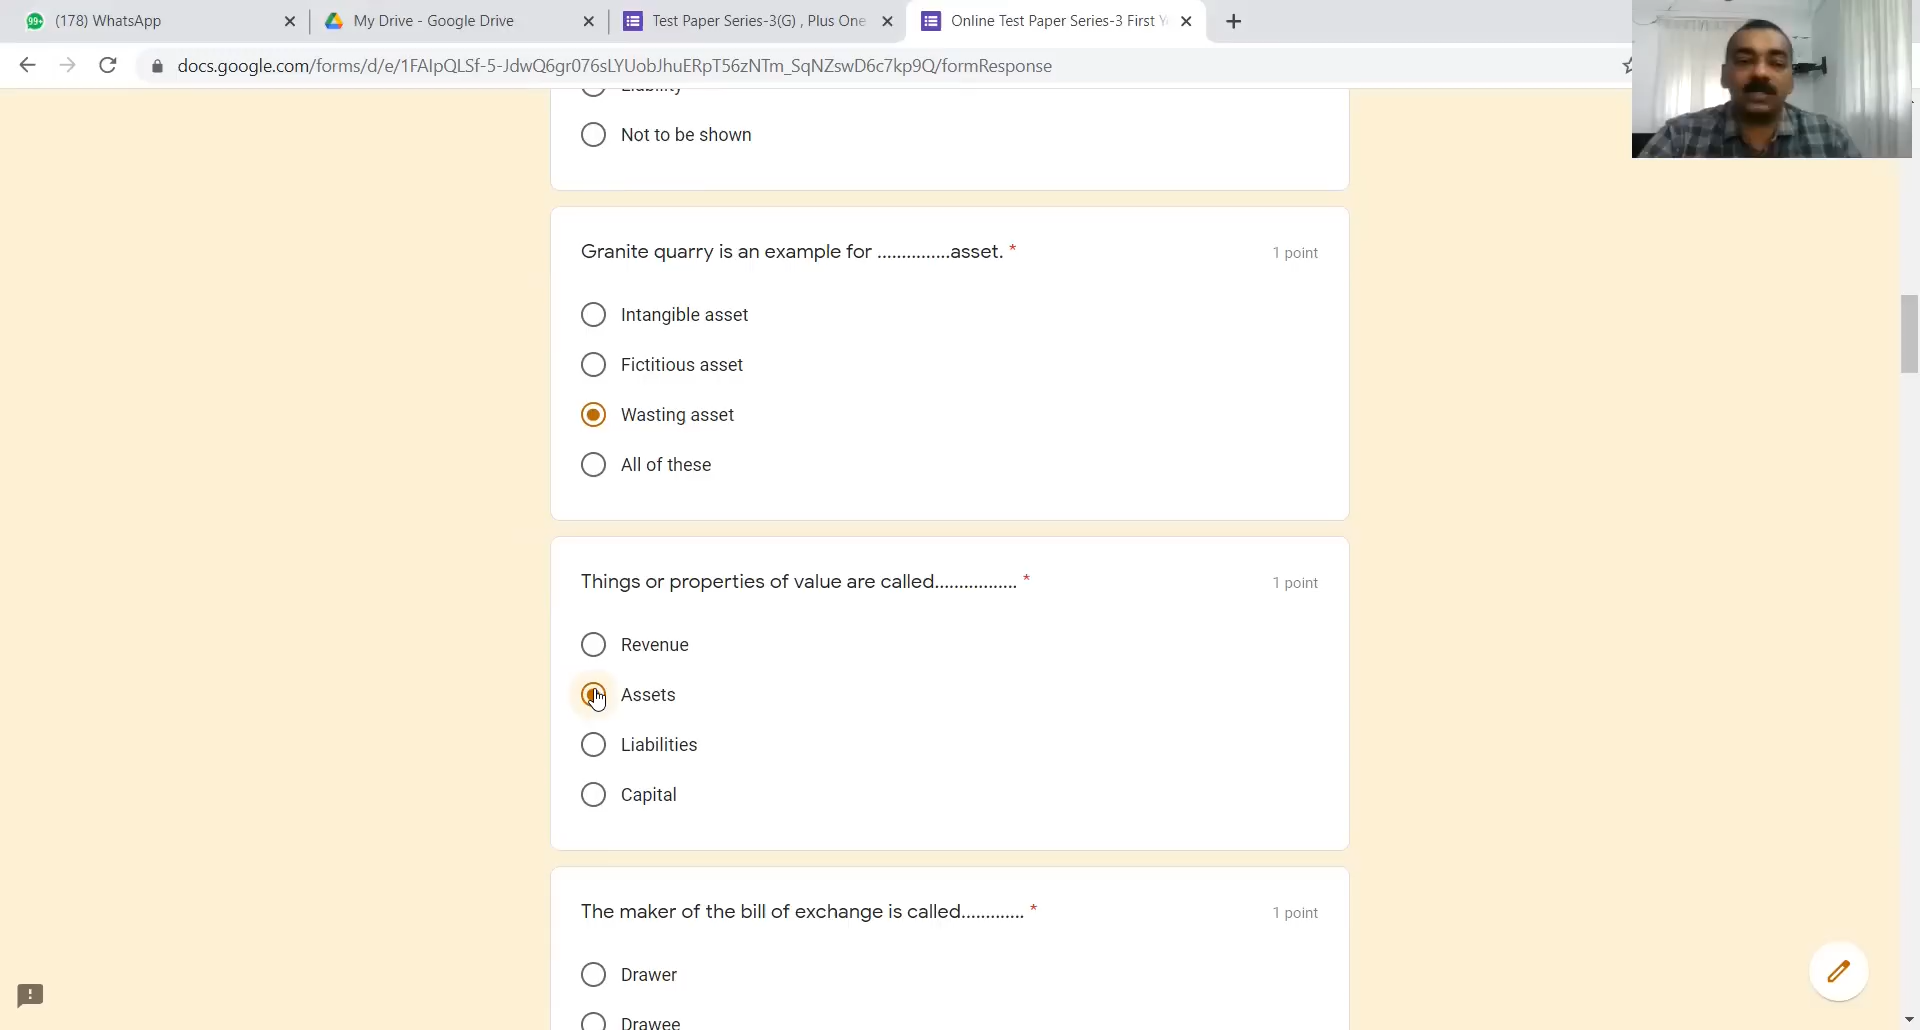 (178) WhatsApp
My Drive - Google Drive
Test Paper Series-3(G) , Plus One
Online Test Paper Series-3 First Y
docs.google.com/forms/d/e/1FAIpQLSf-5-JdwQ6gr076sLYUobJhuERpT56zNTm_SqNZswD6c7kp9Q/formResponse
Liability
Not to be shown
Granite quarry is an example for ...............asset. *
1 point
Intangible asset
Fictitious asset
Wasting asset
All of these
Things or properties of value are called................. *
1 point
Revenue
Assets
Liabilities
Capital
The maker of the bill of exchange is called............. *
1 point
Drawer
Drawee